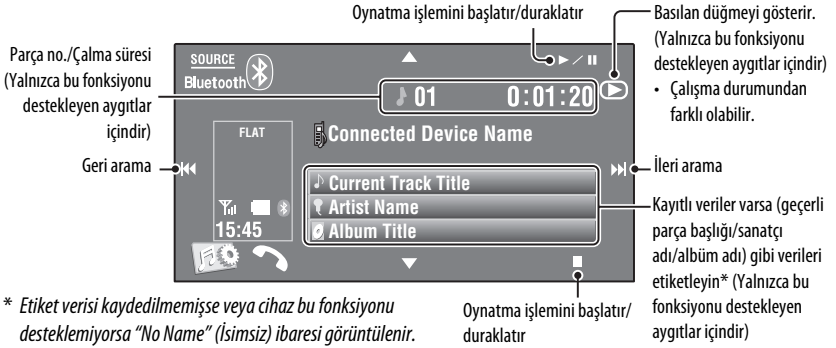 Oynatma işlemini başlatır/duraklatır
Parça no./Çalma süresi
(Yalnızca bu fonksiyonu
destekleyen aygıtlar
içindir)
Geri arama
SOURCE
Bluetooth
01 0:01:20
FLAT
Connected Device Name
Current Track Title
Artist Name
Album Title
15:45
Basılan düğmeyi gösterir.
(Yalnızca bu fonksiyonu
destekleyen aygıtlar içindir)
• Çalışma durumundan
farklı olabilir.
İleri arama
Kayıtlı veriler varsa (geçerli
parça başlığı/sanatçı
adı/albüm adı) gibi verileri
etiketleyin* (Yalnızca bu
fonksiyonu destekleyen
aygıtlar içindir)
Oynatma işlemini başlatır/
duraklatır
* Etiket verisi kaydedilmemişse veya cihaz bu fonksiyonu
desteklemiyorsa “No Name” (İsimsiz) ibaresi görüntülenir.